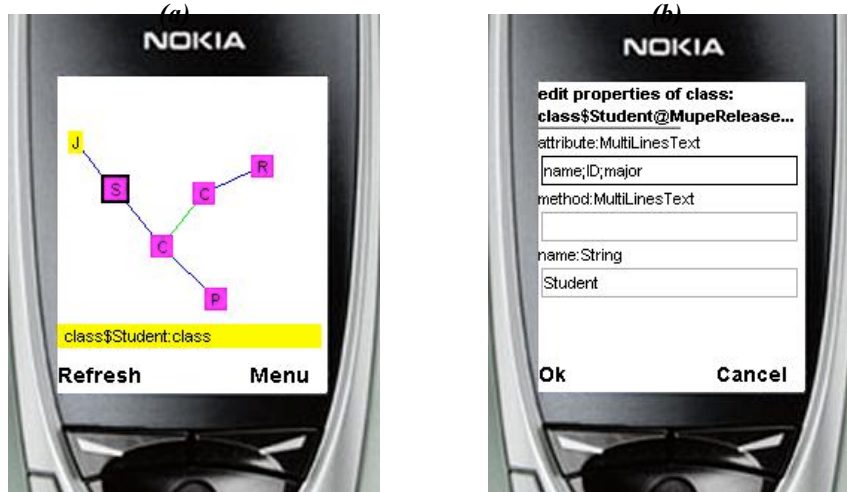 (a)
NOKIA
J
S
C
R
C
P
class$Student:class
Refresh Menu
(b)
NOKIA
edit properties of class:
class$Student@MupeRelease...
attribute:MultiLinesText
name;ID;major
method:MultiLinesText
name:String
Student
Ok Cancel